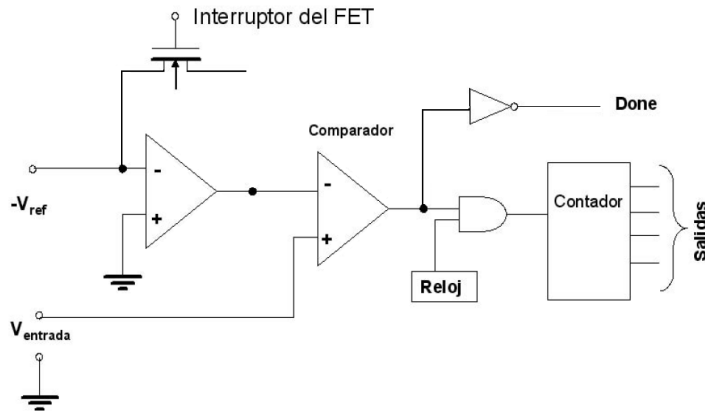 Interruptor del FET
Done
Comparador
-
-
-Vref
+
+
Contador
Salidas
Reloj
Ventrada